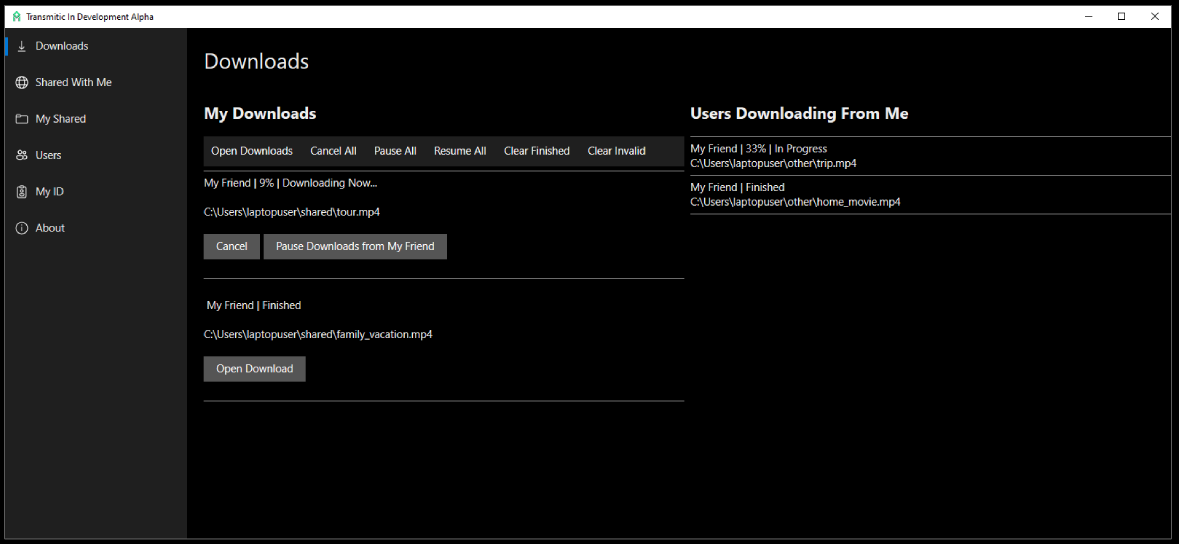 Transmitic In Development Alpha
Downloads
Shared With Me
My Shared
Users
My ID
About
Downloads
My Downloads
Open Downloads Cancel All Pause All Resume All Clear Finished Clear Invalid
My Friend | 9% | Downloading Now...
C:\Users\laptopuser\shared\tour.mp4
Cancel Pause Downloads from My Friend
My Friend | Finished
C:\Users\laptopuser\shared\family_vacation.mp4
Open Download
Users Downloading From Me
My Friend | 33% | In Progress
C:\Users\laptopuser\other\trip.mp4
My Friend | Finished
C:\Users\laptopuser\other\home_movie.mp4